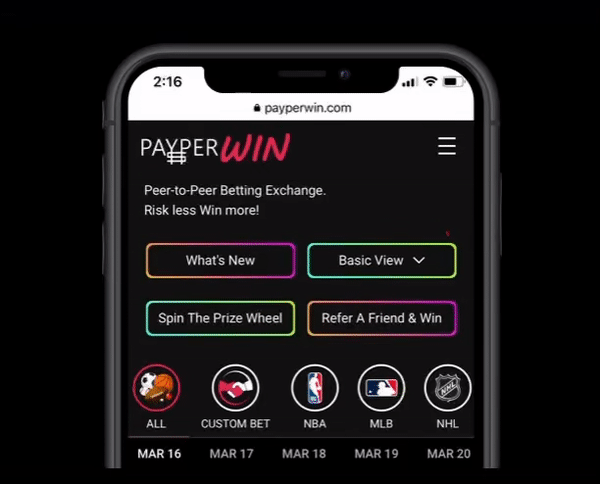 2:16
payperwin.com
PAYPERWIN
Peer-to-Peer Betting Exchange.
Risk less Win more!
What's New
Basic View
Spin The Prize Wheel
Refer A Friend & Win
ALL
CUSTOM BET
NBA
MLB
NHL
MAR 16
MAR 17
MAR 18
MAR 19
MAR 20